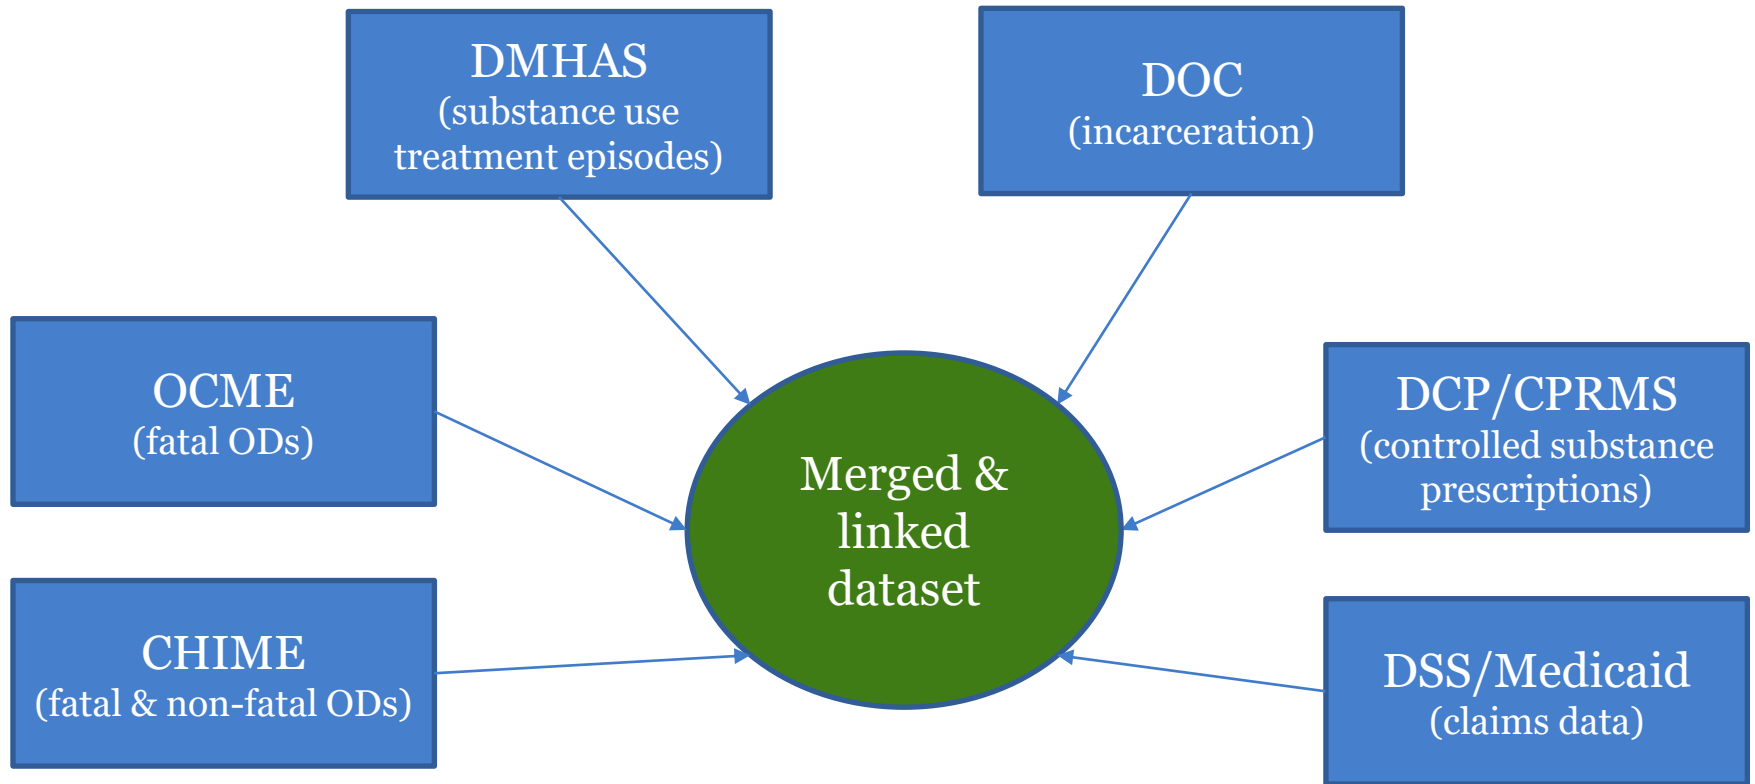 DMHAS
(substance use
treatment episodes)
DOC
(incarceration)
OCME
(fatal ODs)
DCP/CPRMS
(controlled substance
prescriptions)
Merged &
linked
dataset
CHIME
(fatal & non-fatal ODs)
DSS/Medicaid
(claims data)